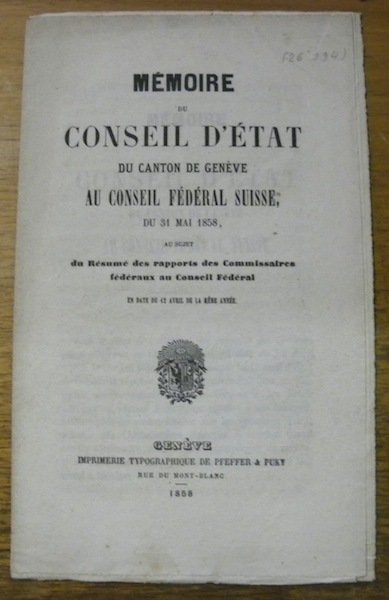 (26'294)
MÉMOIRE
DU
CONSEIL D'ÉTAT
DU CANTON DE GENÈVE
AU CONSEIL FÉDÉRAL SUISSE,
DU 31 MAI 1858,
AU SUJET
du Résumé des rapports des Commissaires
fédéraux au Conseil Fédéral
EN DATE DU 12 AVRIL DE LA MÊME ANNÉE.
GENÈVE
IMPRIMERIE TYPOGRAPHIQUE DE PFEFFER & PUKY
RUE DU MONT-BLANC
1858